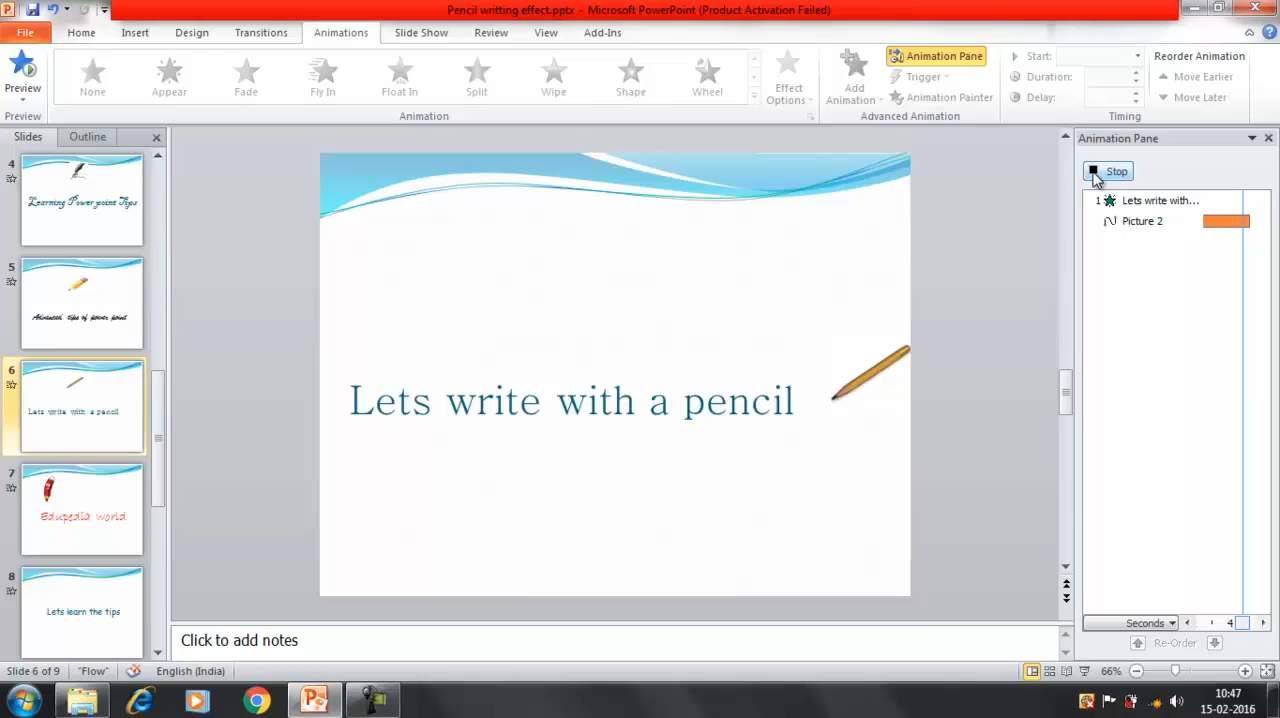 Pencil writting effect.pptx - Microsoft PowerPoint (Product Activation Failed)
File Home Insert Design Transitions Animations Slide Show Review View Add-Ins
Preview None Appear Fade Fly In Float In Split Wipe Shape Wheel Effect Options Add Animation
Animation Pane Start: Reorder Animation
Trigger Duration: Move Earlier
Animation Painter Delay: Move Later
Preview Animation Advanced Animation Timing
Slides Outline
4
Learning Power point Tips
5
Advanced tips of power point
6
Lets write with a pencil
7
Edupedia World
8
Lets learn the tips
Lets write with a pencil
Animation Pane
Stop
1 Lets write with...
Picture 2
Seconds 4
Re-Order
Click to add notes
Slide 6 of 9 "Flow" English (India) 66%
10:47
15-02-2016